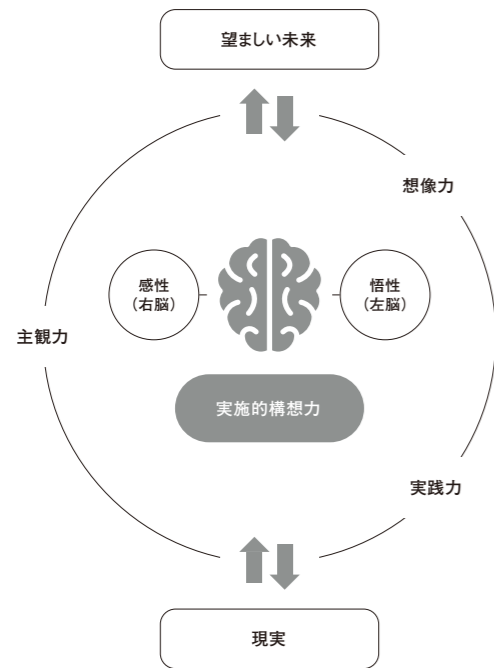 望ましい未来
想像力
感性
（右脳）
悟性
（左脳）
主観力
実施的構想力
実践力
現実